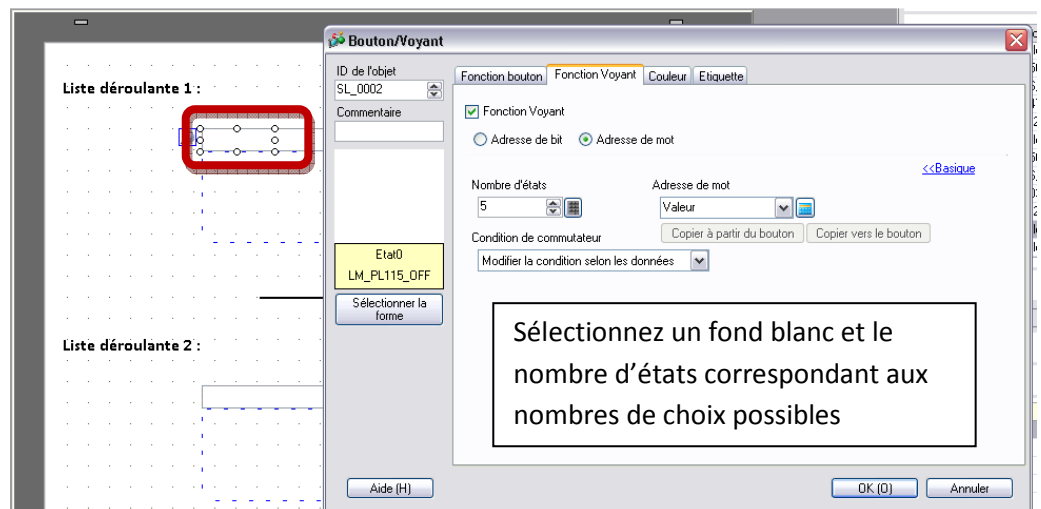 Bouton/Voyant
ID de l'objet
SL_0002
Commentaire
Fonction bouton Fonction Voyant Couleur Etiquette
Fonction Voyant
Adresse de bit Adresse de mot
<<Basique
Nombre d'états Adresse de mot
5 Valeur
Copier à partir du bouton Copier vers le bouton
Condition de commutateur
Modifier la condition selon les données
Etat0
LM_PL115_OFF
Sélectionner la
forme
Sélectionnez un fond blanc et le
nombre d'états correspondant aux
nombres de choix possibles
Aide (H) OK (O) Annuler
Liste déroulante 1 :
Liste déroulante 2 :